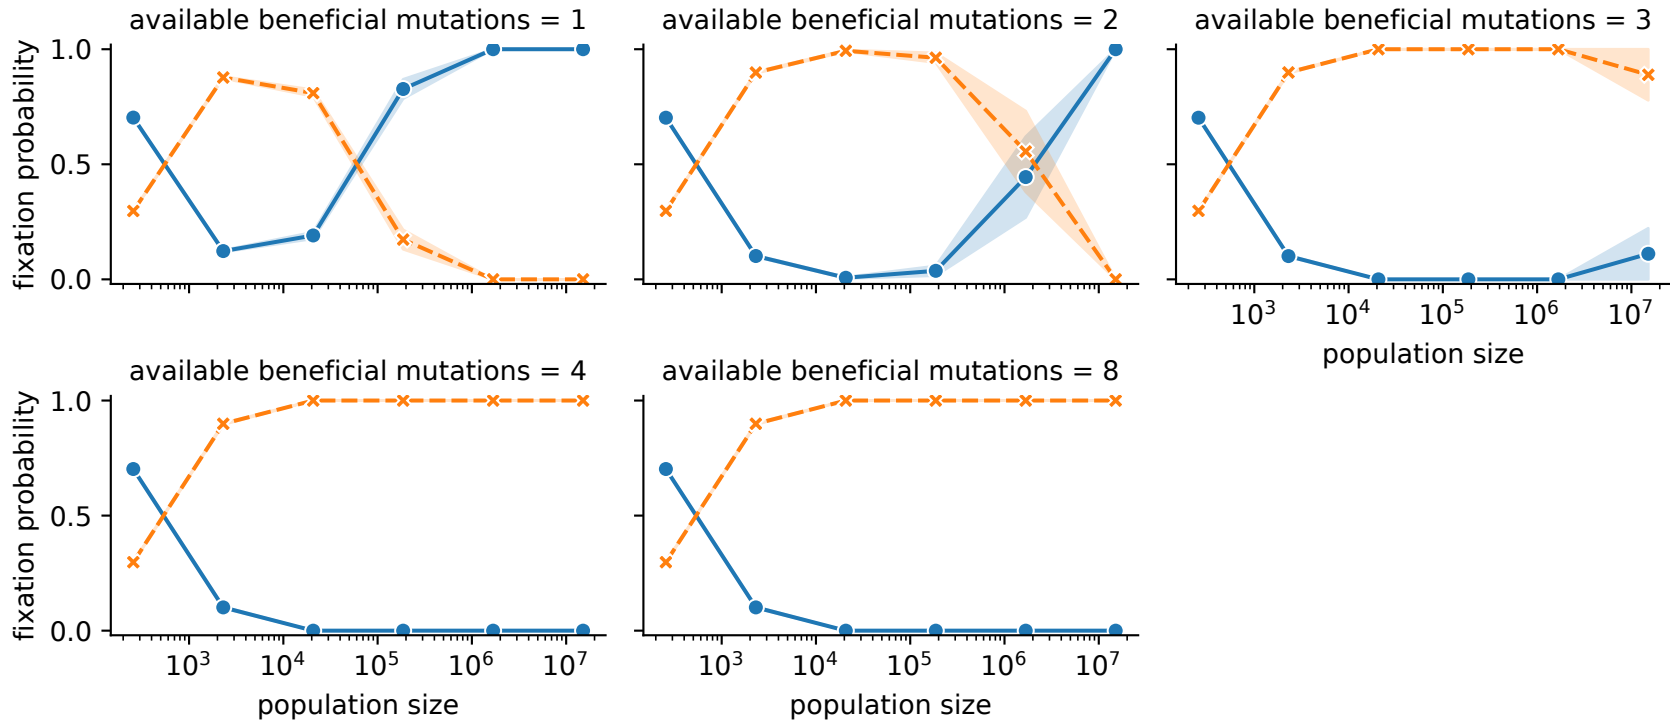 available beneficial mutations = 1
available beneficial mutations = 2
available beneficial mutations = 3
fixation probability
1.0
0.5
0.0
10³ 10⁴ 10⁵ 10⁶ 10⁷
population size
available beneficial mutations = 4
available beneficial mutations = 8
fixation probability
1.0
0.5
0.0
10³ 10⁴ 10⁵ 10⁶ 10⁷
10³ 10⁴ 10⁵ 10⁶ 10⁷
population size
population size